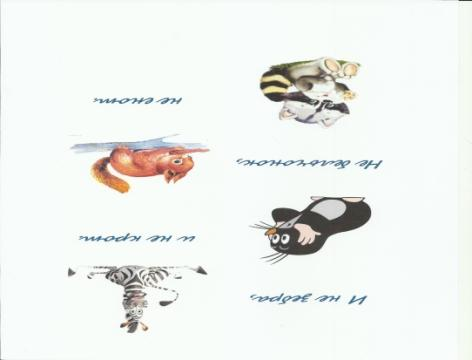 И не зебра,
и не крот.
Не бельчонок,
не енот.